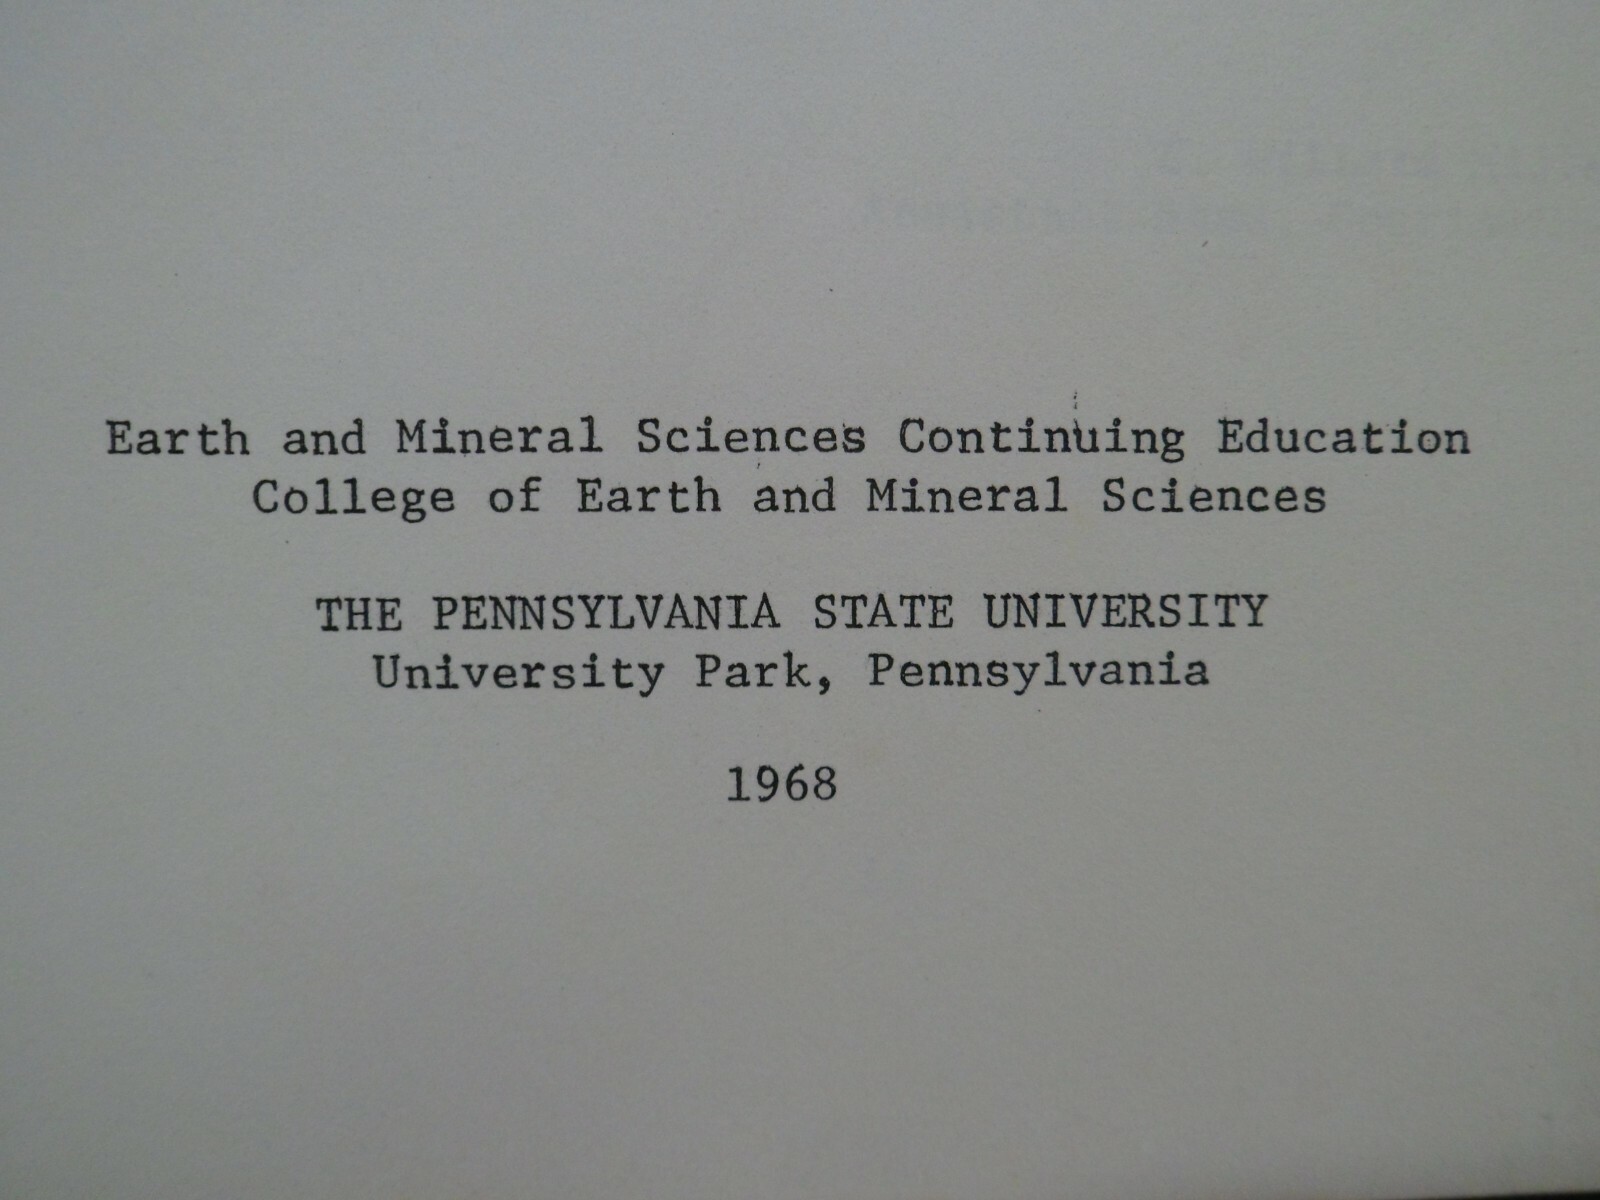 Earth and Mineral Sciences Continuing Education
College of Earth and Mineral Sciences
THE PENNSYLVANIA STATE UNIVERSITY
University Park, Pennsylvania
1968